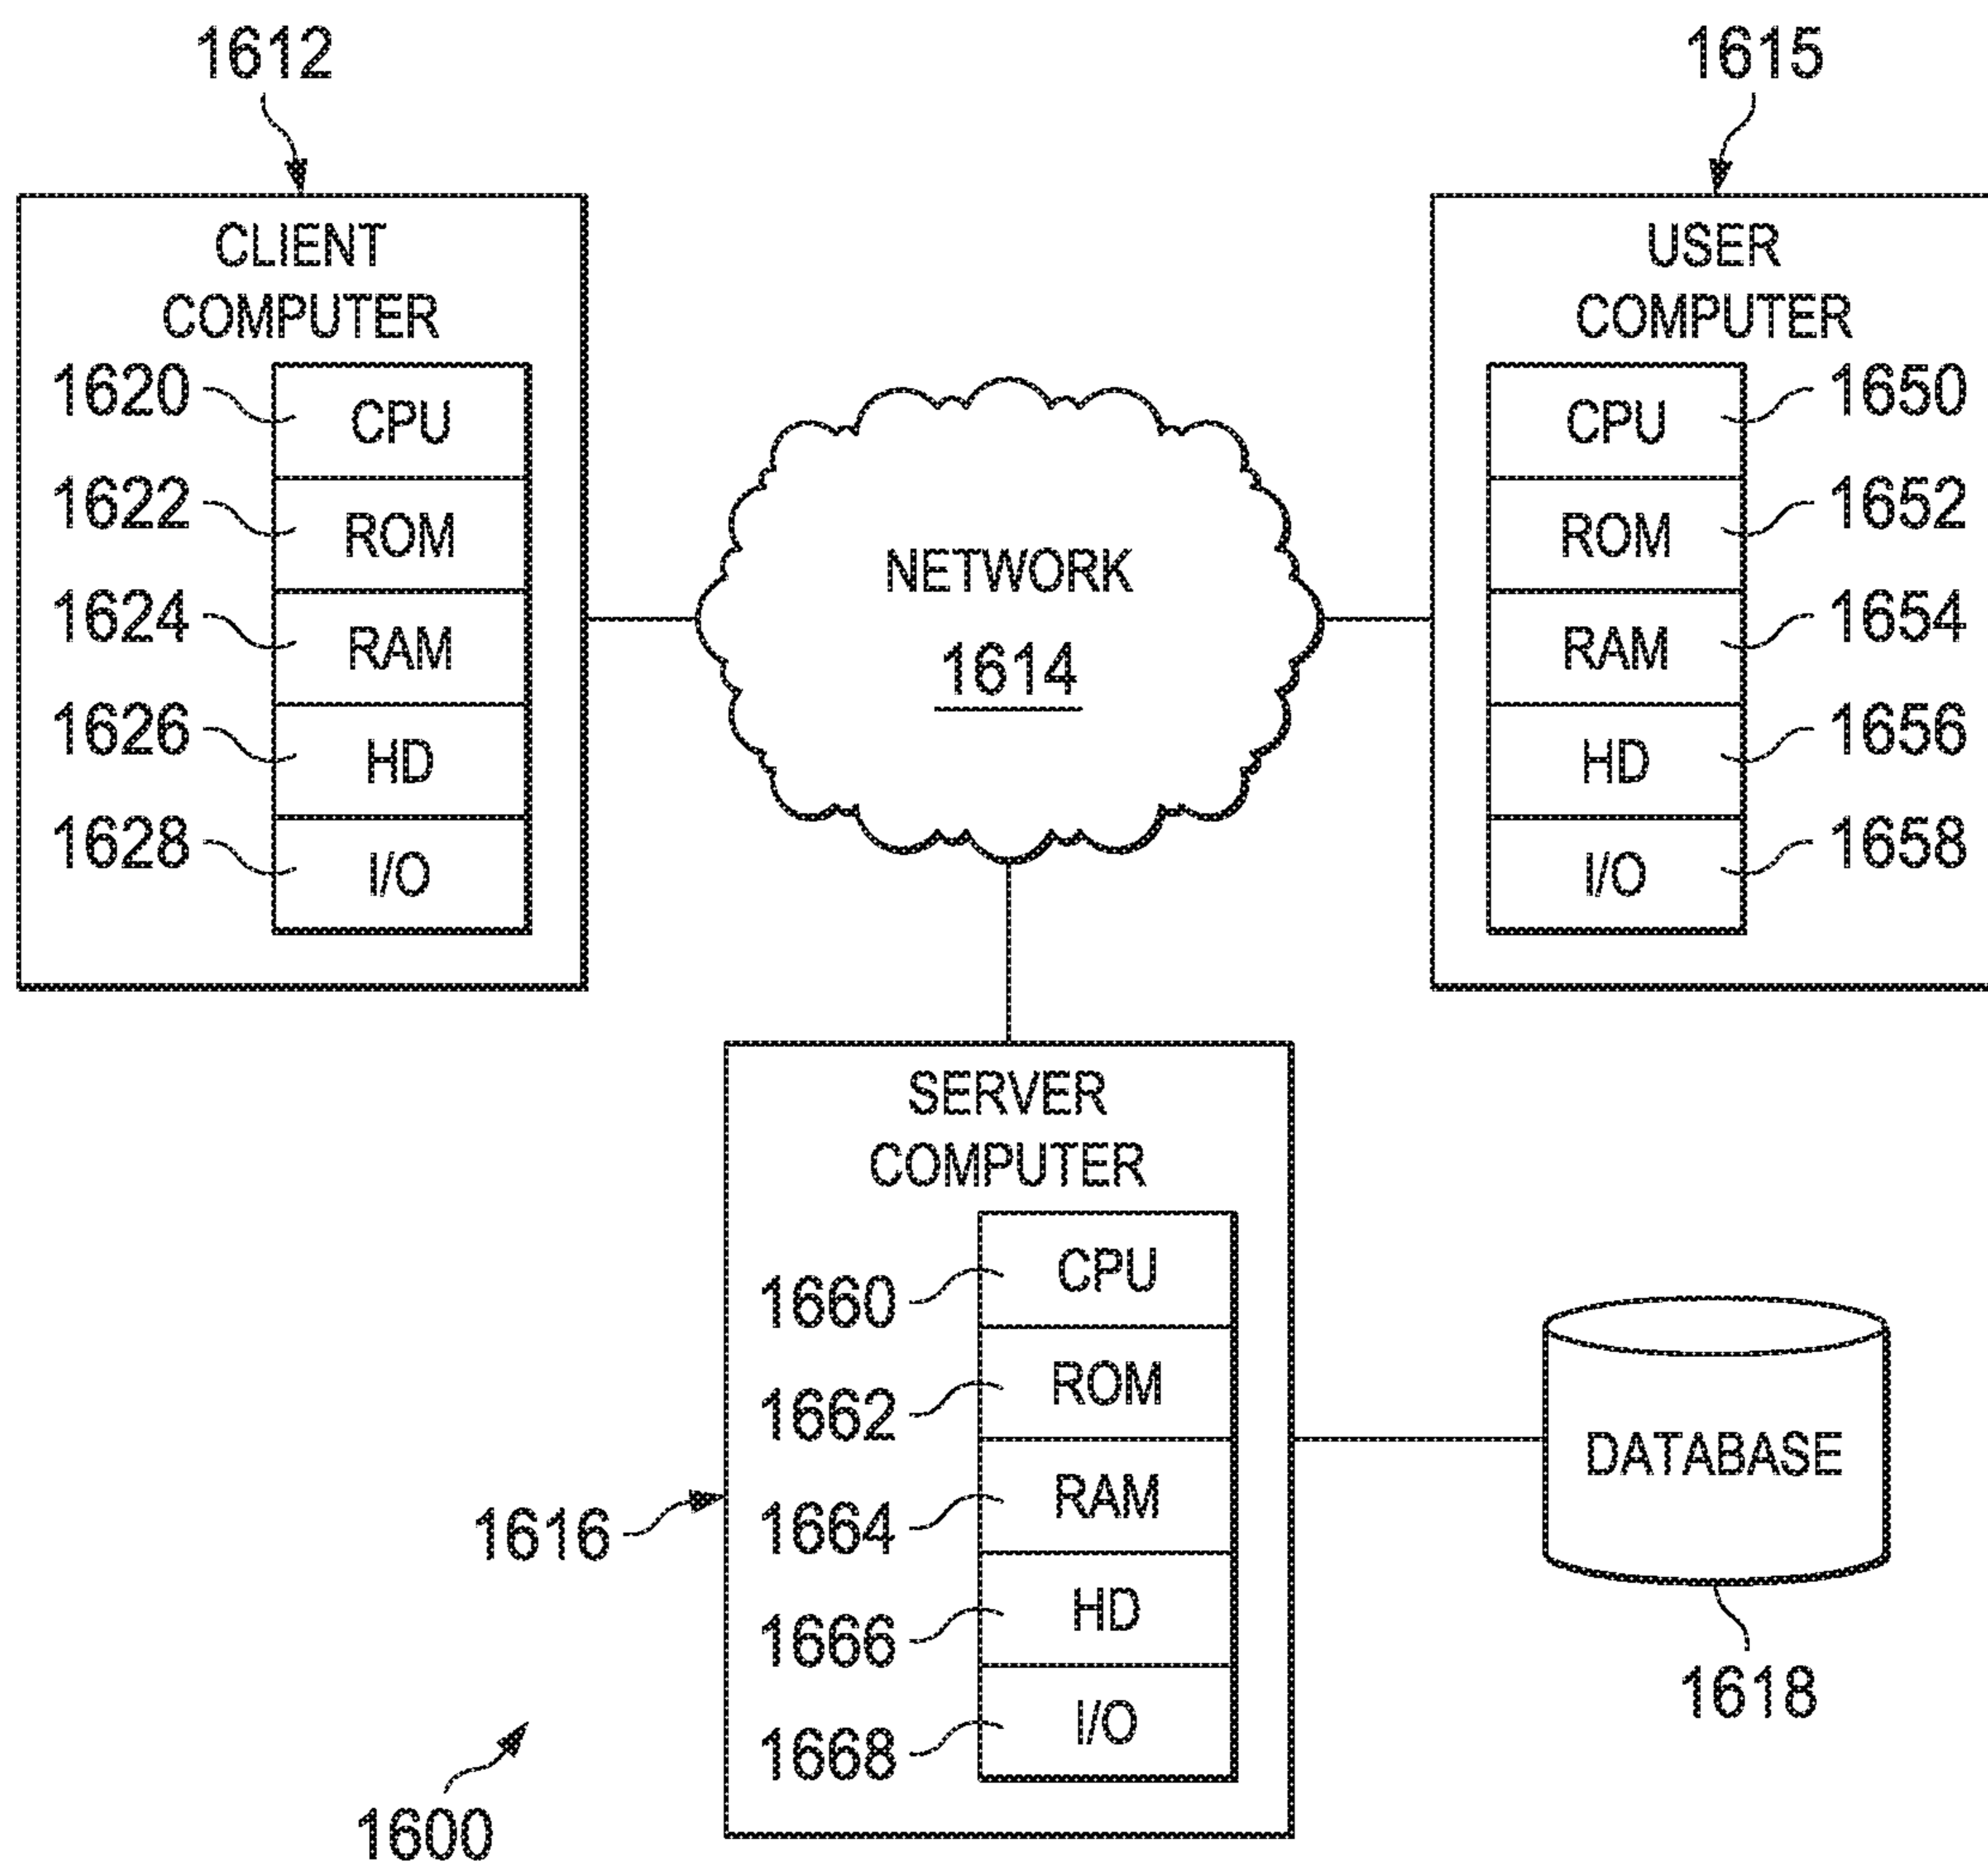 1612
CLIENT
COMPUTER
1620
CPU
1622
ROM
1624
RAM
1626
HD
1628
I/O
NETWORK
1614
1615
USER
COMPUTER
CPU
1650
ROM
1652
RAM
1654
HD
1656
I/O
1658
SERVER
COMPUTER
1660
CPU
1662
ROM
1664
RAM
1666
HD
1668
I/O
1616
DATABASE
1618
1600